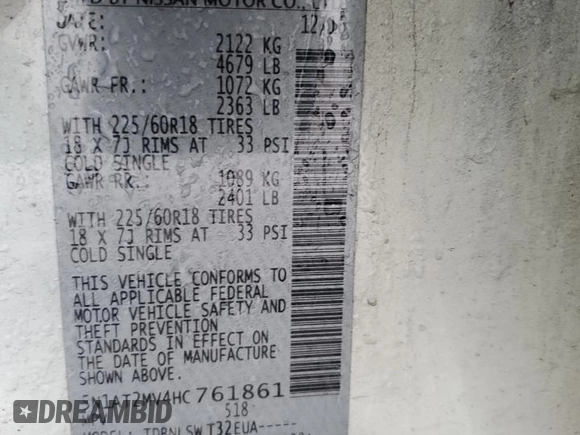 BY NISSAN MOTOR CO., LT
DATE: 12/
GVWR: 2122 KG
4679 LB
GAWR FR.: 1072 KG
2363 LB
WITH 225/60R18 TIRES
18 X 7J RIMS AT 33 PSI
COLD SINGLE
GAWR RR.: 1089 KG
2401 LB
WITH 225/60R18 TIRES
18 X 7J RIMS AT 33 PSI
COLD SINGLE
THIS VEHICLE CONFORMS TO
ALL APPLICABLE FEDERAL
MOTOR VEHICLE SAFETY AND
THEFT PREVENTION
STANDARDS IN EFFECT ON
THE DATE OF MANUFACTURE
SHOWN ABOVE.
5N1AT2MV4HC761861
518
MODEL: TDBNLSW T32EUA-----
DREAMBID